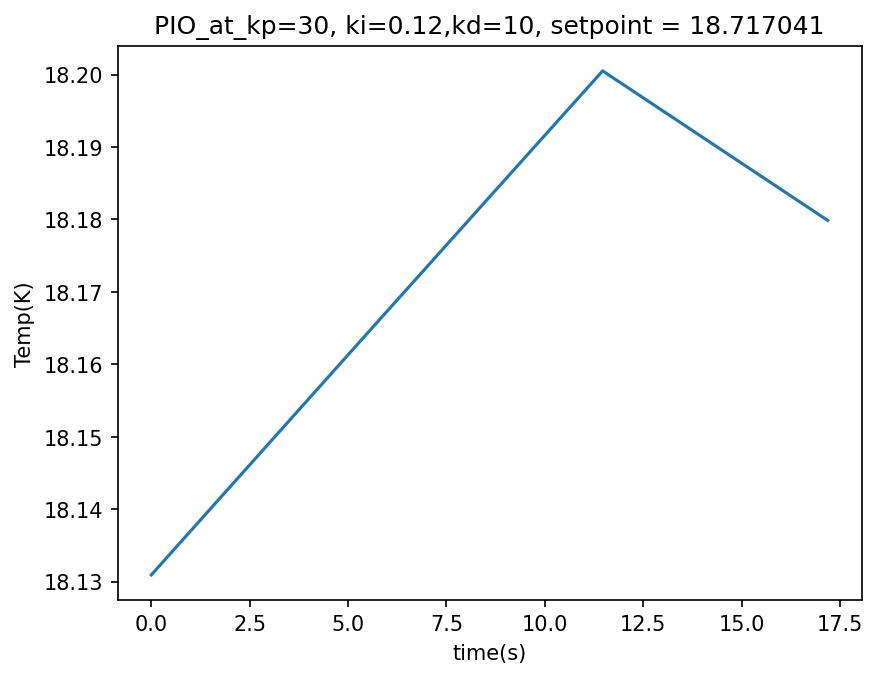 PIO_at_kp=30, ki=0.12,kd=10, setpoint = 18.717041
18.20
18.19
18.18
18.17
18.16
18.15
18.14
18.13
Temp(K)
0.0 2.5 5.0 7.5 10.0 12.5 15.0 17.5
time(s)